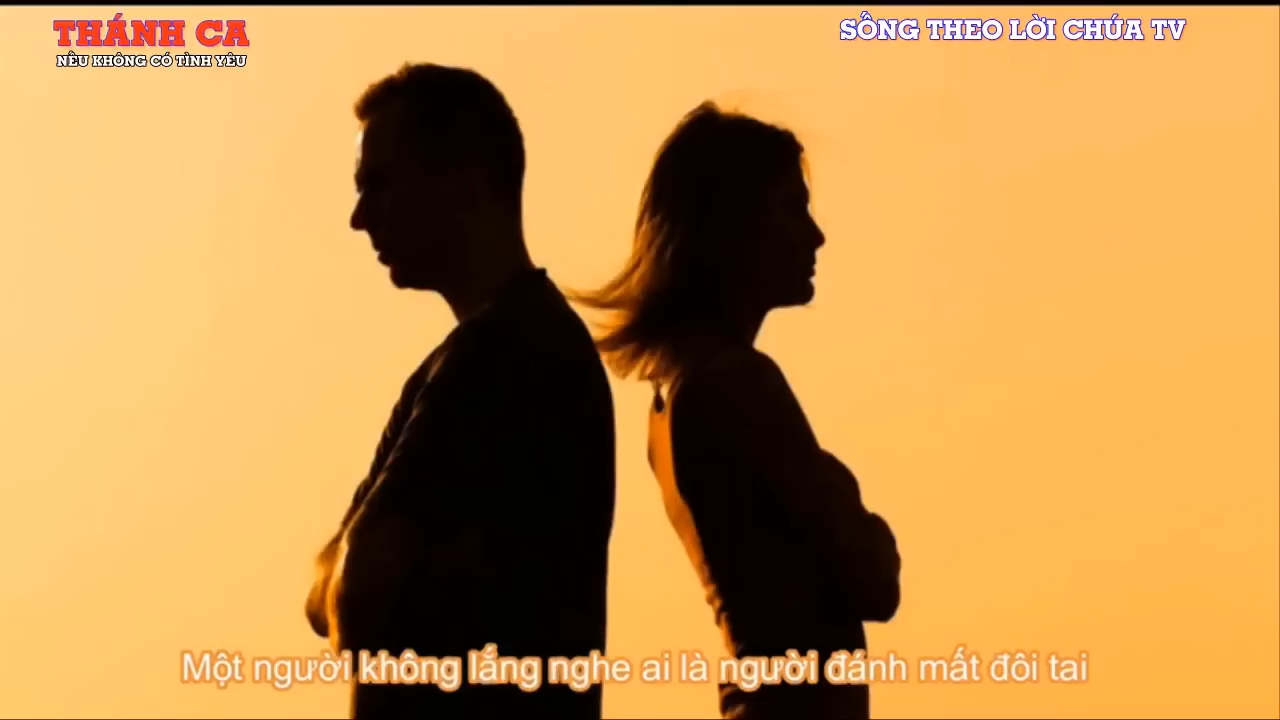 THÁNH CA
NẾU KHÔNG CÓ TÌNH YÊU
SỐNG THEO LỜI CHÚA TV
Một người không lắng nghe ai là người đánh mất đôi tai